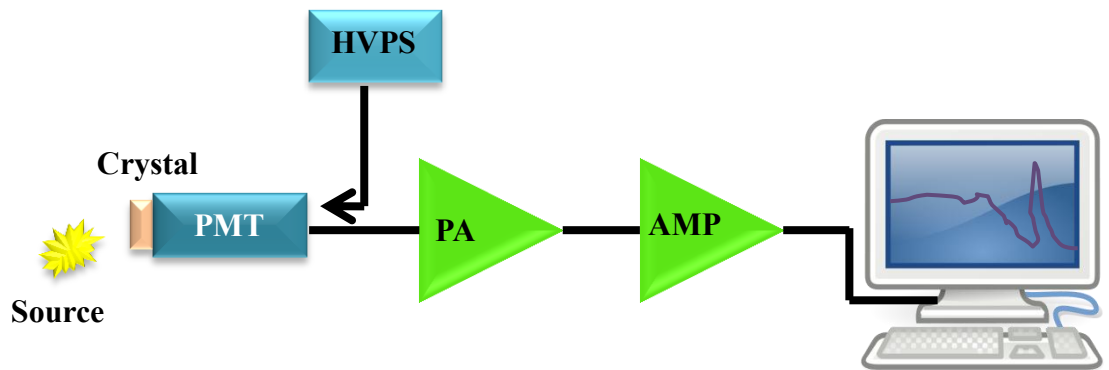 HVPS
Crystal
PMT
PA
AMP
Source